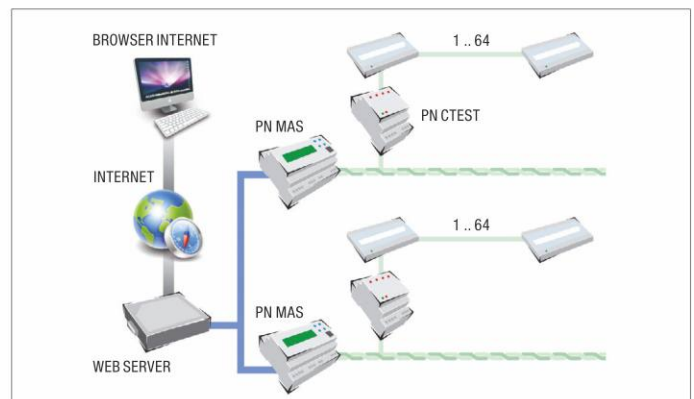 BROWSER INTERNET
1 .. 64
PN CTEST
PN MAS
INTERNET
1 .. 64
PN MAS
WEB SERVER